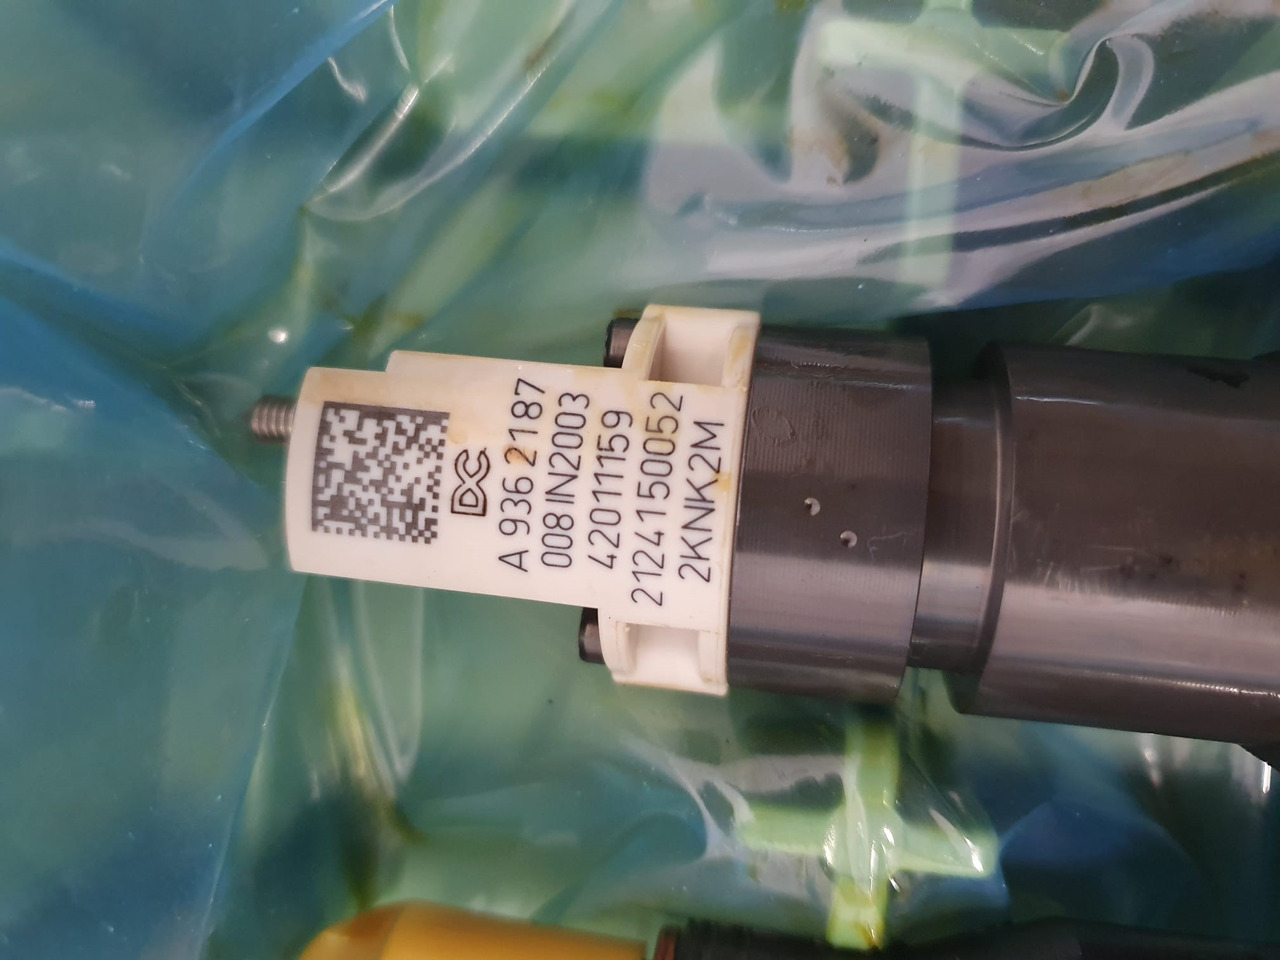 DC
A 936 2187
008 IN2003
42011159
2124150052
2KNK2M